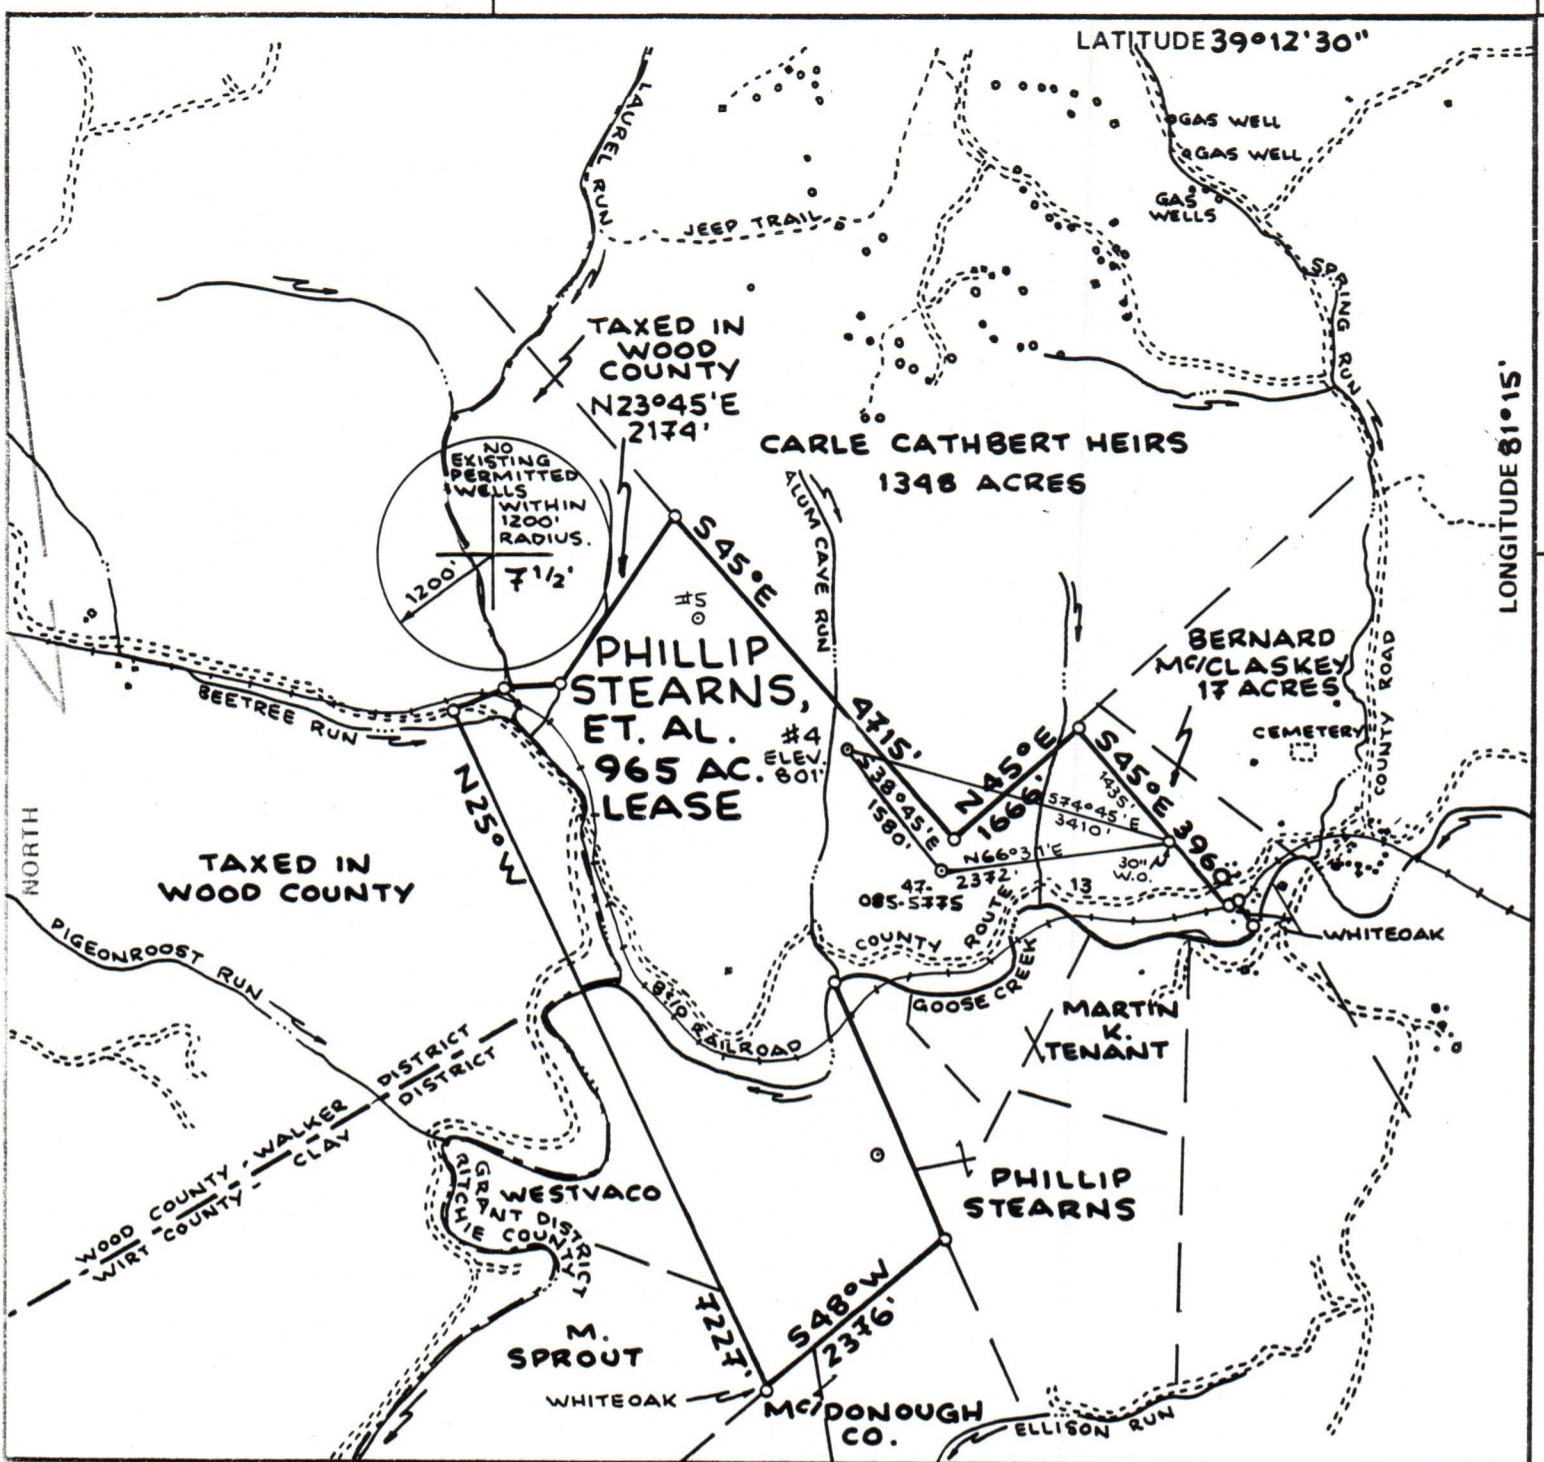 LATITUDE 39°12'30"
LONGITUDE 81°15'
LAUREL RUN
GAS WELL
GAS WELL
GAS
WELLS
JEEP TRAIL
SPRING RUN
TAXED IN
WOOD
COUNTY
N23°45'E
2174'
CARLE CATHBERT HEIRS
1348 ACRES
NO
EXISTING
PERMITTED
WELLS
WITHIN
1200'
RADIUS.
1200'
7 1/2'
ALUM CAVE RUN
S45°E
4715'
#5
PHILLIP
STEARNS,
ET. AL.
965 AC.
LEASE
#4
ELEV.
801'
BERNARD
McCLASKEY
17 ACRES
CEMETERY
COUNTY ROAD
BEETREE RUN
N45°E
1666'
S45°E 396°
1435'
S74°45'E
3410'
S38°45'E
1580'
N66°31'E
2372'
30"
W.O.
47-
085-5775
13
COUNTY ROUTE
WHITEOAK
NORTH
TAXED IN
WOOD COUNTY
N25°W
7227'
PIGEONROOST RUN
B&O RAILROAD
GOOSE CREEK
MARTIN
K.
TENANT
WOOD COUNTY, WALKER DISTRICT
WIRT COUNTY, CLAY DISTRICT
WESTVACO
GRANT DISTRICT
RITCHIE COUNTY
PHILLIP
STEARNS
S48°W
2376'
M.
SPROUT
WHITEOAK
McDONOUGH
CO.
ELLISON RUN